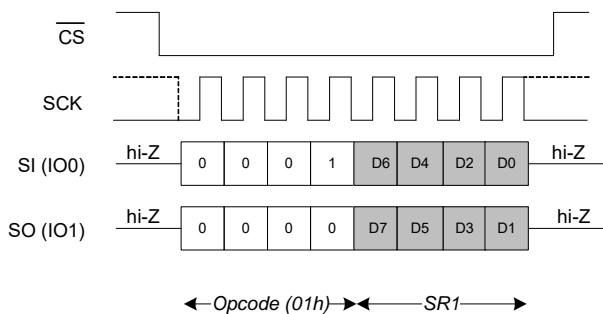 CS
SCK
hi-Z hi-Z
SI (IO0) 0 0 0 1 D6 D4 D2 D0
hi-Z hi-Z
SO (IO1) 0 0 0 0 D7 D5 D3 D1
Opcode (01h) SR1